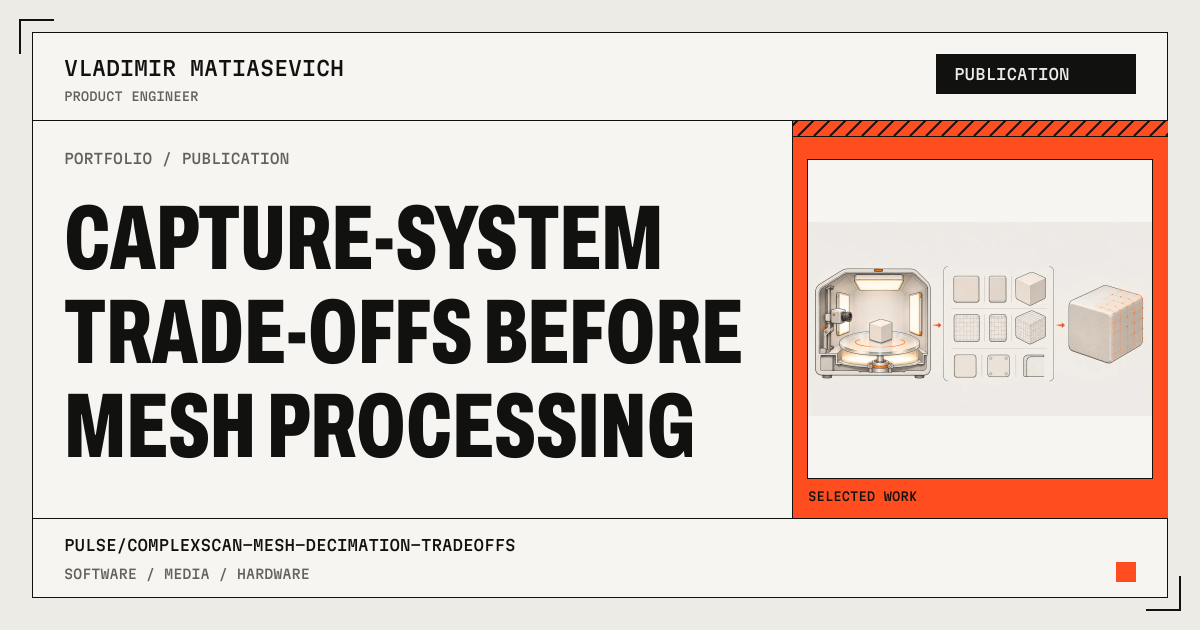 VLADIMIR MATIASEVICH
PRODUCT ENGINEER
PUBLICATION
PORTFOLIO / PUBLICATION
CAPTURE-SYSTEM
TRADE-OFFS BEFORE
MESH PROCESSING
SELECTED WORK
PULSE/COMPLEXSCAN–MESH–DECIMATION–TRADEOFFS
SOFTWARE / MEDIA / HARDWARE